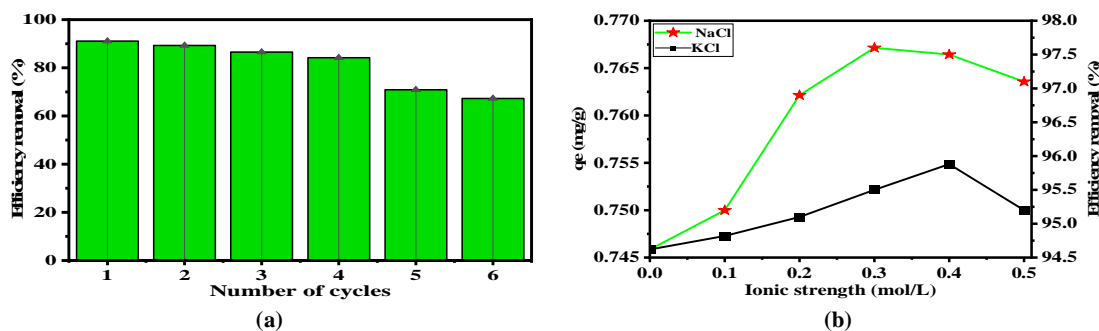 100
80
60
40
20
0
Efficiency removal (%)
1 2 3 4 5 6
Number of cycles
(a)
NaCl
KCl
0.770
0.765
0.760
0.755
0.750
0.745
qe (mg/g)
98.0
97.5
97.0
96.5
96.0
95.5
95.0
94.5
Efficiency removal (%)
0.0 0.1 0.2 0.3 0.4 0.5
Ionic strength (mol/L)
(b)